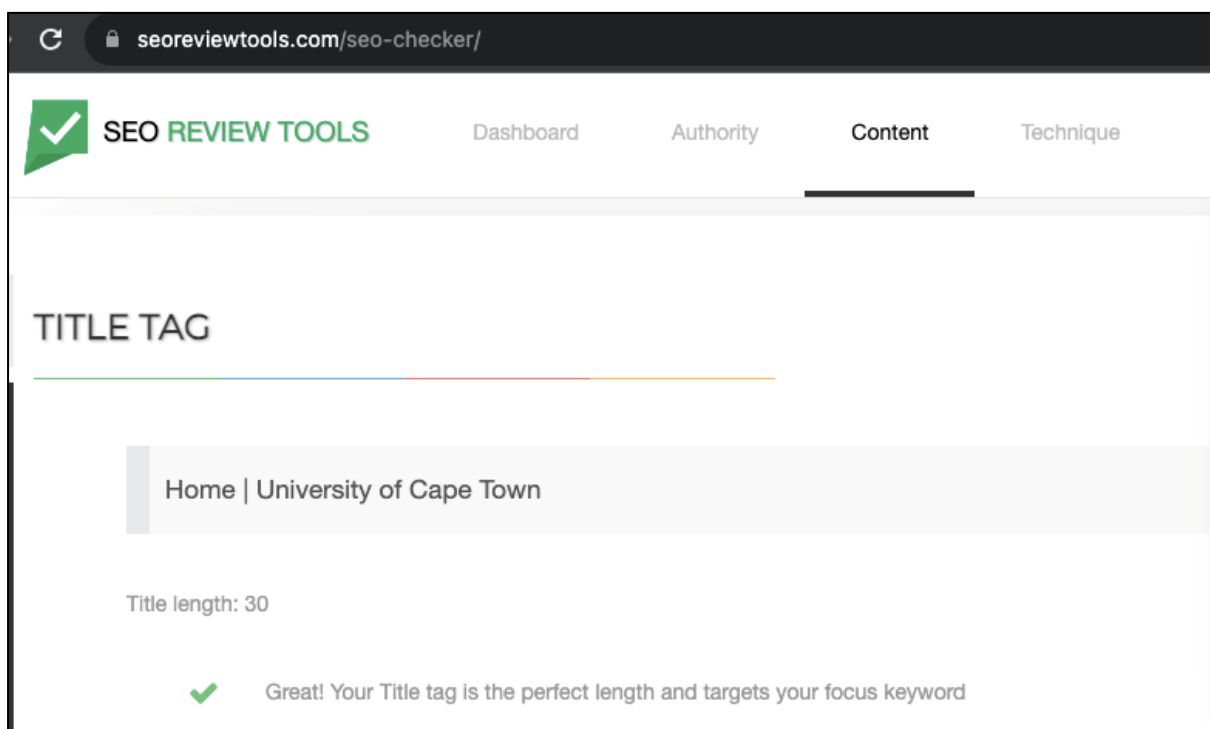 seoreviewtools.com/seo-checker/
SEO REVIEW TOOLS Dashboard Authority Content Technique
TITLE TAG
Home | University of Cape Town
Title length: 30
Great! Your Title tag is the perfect length and targets your focus keyword